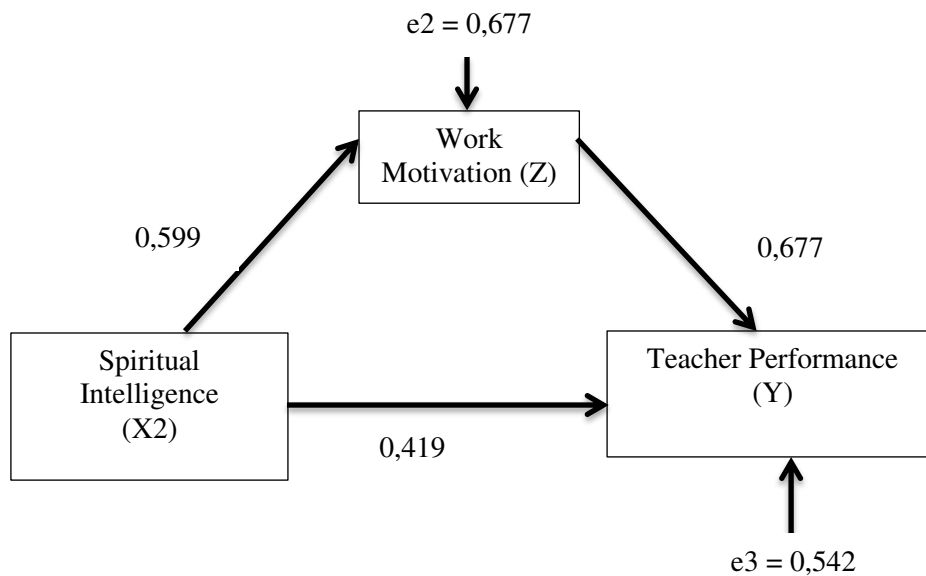 e2 = 0,677
Work
Motivation (Z)
0,599
0,677
Spiritual
Intelligence
(X2)
Teacher Performance
(Y)
0,419
e3 = 0,542